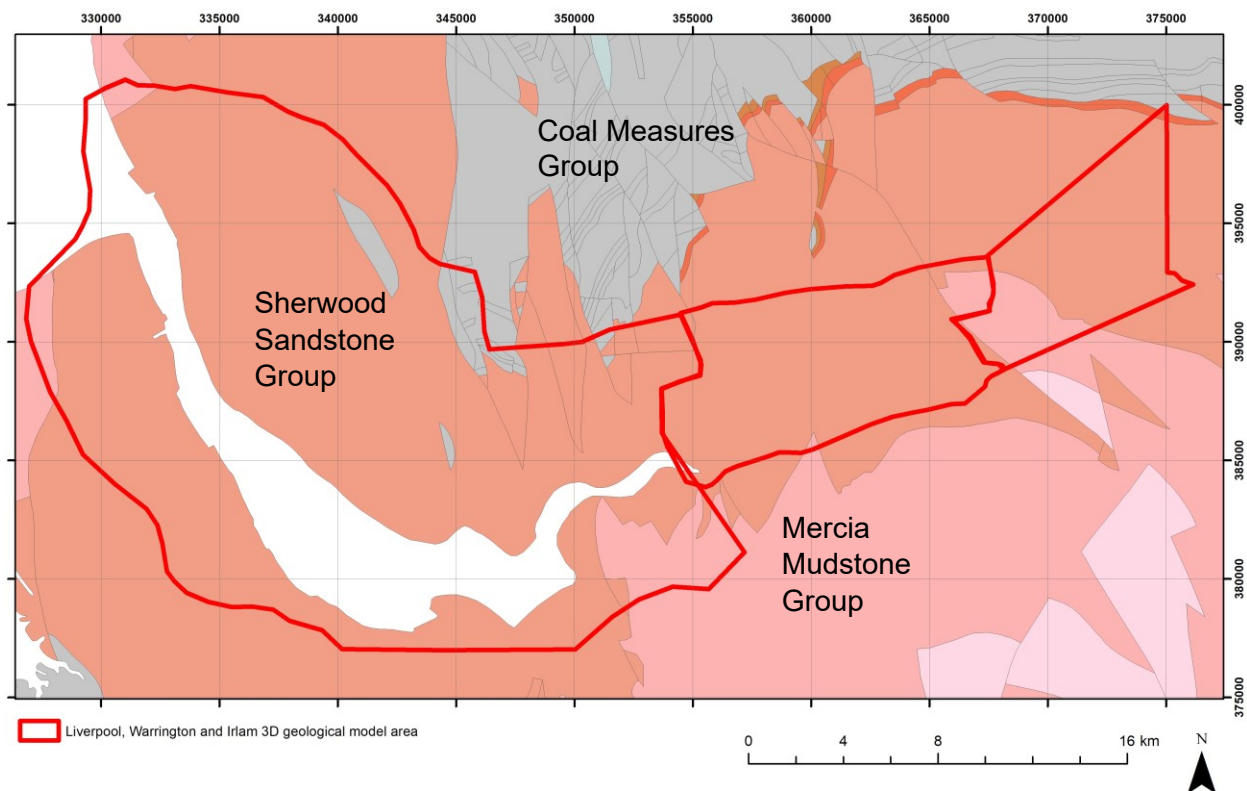 330000 335000 340000 345000 350000 355000 360000 365000 370000 375000
400000
395000
390000
385000
380000
375000
Coal Measures
Group
Sherwood
Sandstone
Group
Mercia
Mudstone
Group
Liverpool, Warrington and Irlam 3D geological model area
0 4 8 16 km
N